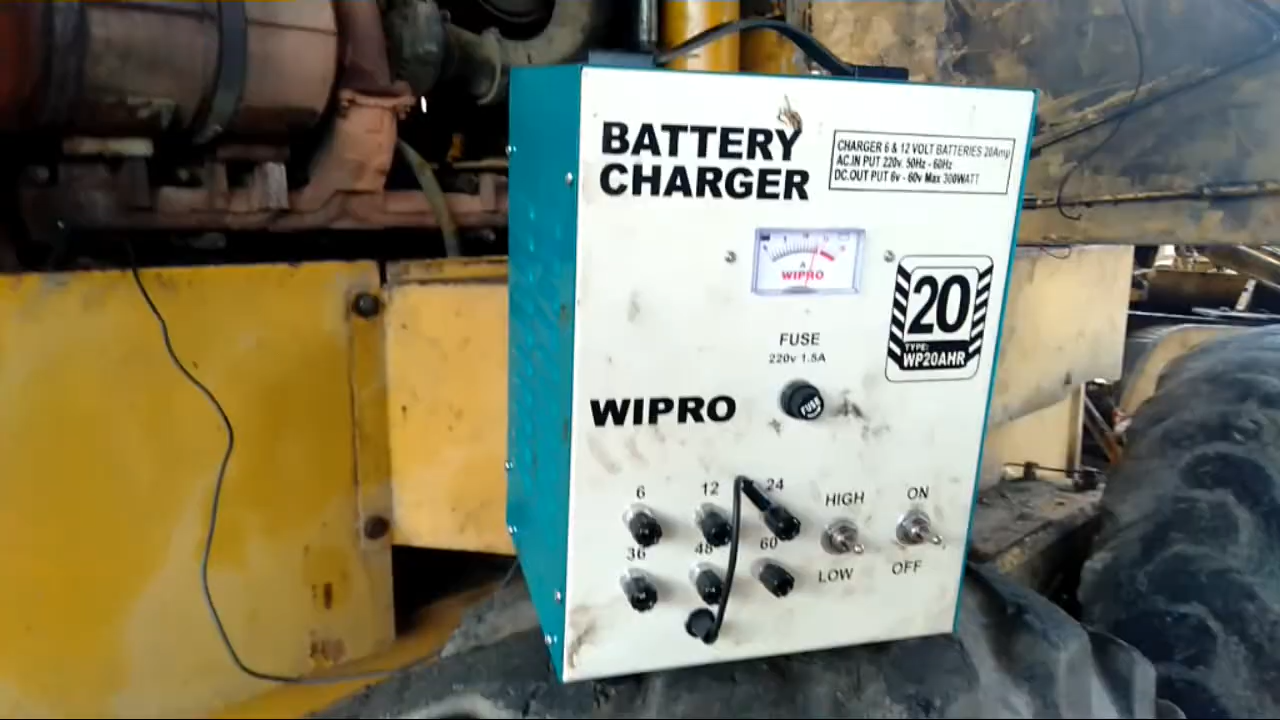 BATTERY
CHARGER
CHARGER 6 & 12 VOLT BATTERIES 20Amp
AC.IN PUT 220v. 50Hz - 60Hz
DC.OUT PUT 6v - 60v Max 300WATT
A
WIPRO
20
TYPE:
WP20AHR
FUSE
220v 1.5A
FUSE
WIPRO
6 12 24
HIGH ON
36 48 60
LOW OFF